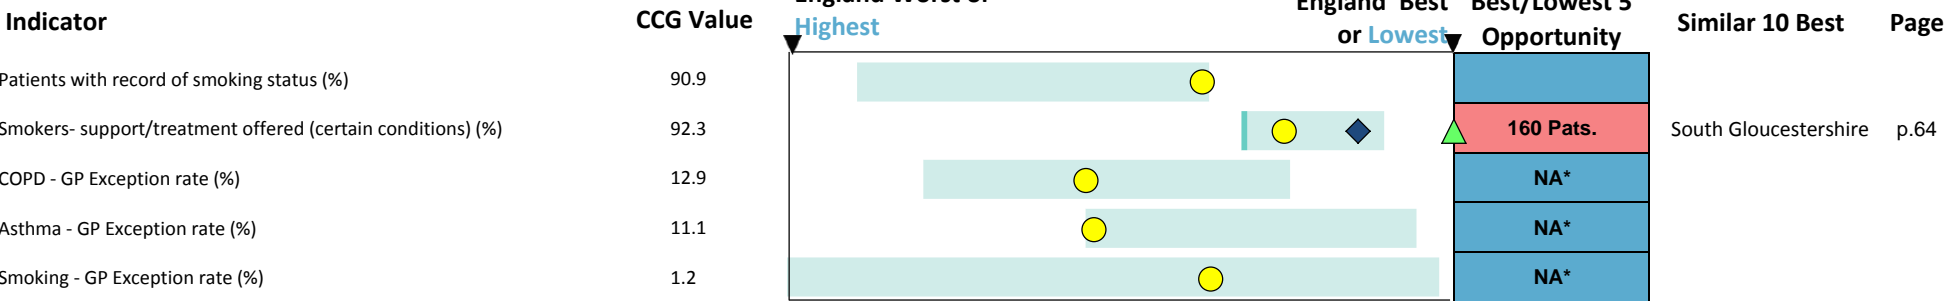 Indicator
CCG Value
England Worst or
Highest
England Best
or Lowest
Best/Lowest 5
Opportunity
Similar 10 Best
Page
Patients with record of smoking status (%)
90.9
Smokers- support/treatment offered (certain conditions) (%)
92.3
160 Pats.
South Gloucestershire
p.64
COPD - GP Exception rate (%)
12.9
NA*
Asthma - GP Exception rate (%)
11.1
NA*
Smoking - GP Exception rate (%)
1.2
NA*